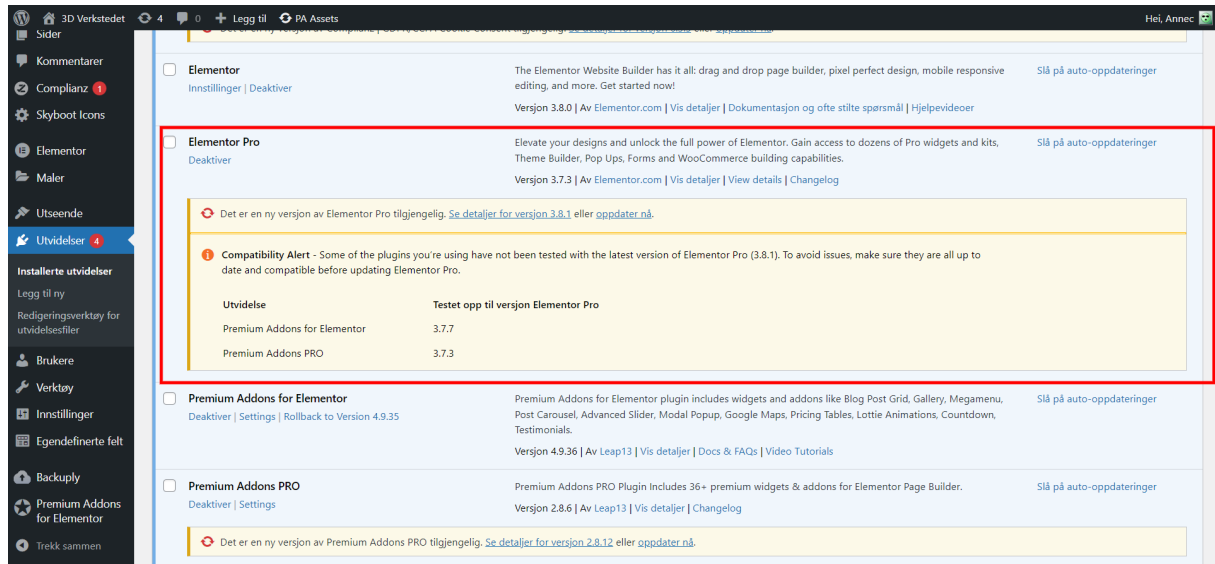 3D Verkstedet 4 0 Legg til PA Assets Hei, Annec
Sider
Kommentarer
Complianz 1
Skyboot Icons
Elementor
Maler
Utseende
Utvidelser 4
Installerte utvidelser
Legg til ny
Redigeringsverktøy for
utvidelsesfiler
Brukere
Verktøy
Innstillinger
Egendefinerte felt
Backuply
Premium Addons
for Elementor
Trekk sammen
Elementor
Innstillinger | Deaktiver
The Elementor Website Builder has it all: drag and drop page builder, pixel perfect design, mobile responsive
editing, and more. Get started now!
Versjon 3.8.0 | Av Elementor.com | Vis detaljer | Dokumentasjon og ofte stilte spørsmål | Hjelpevideoer
Slå på auto-oppdateringer
Elementor Pro
Deaktiver
Elevate your designs and unlock the full power of Elementor. Gain access to dozens of Pro widgets and kits,
Theme Builder, Pop Ups, Forms and WooCommerce building capabilities.
Versjon 3.7.3 | Av Elementor.com | Vis detaljer | View details | Changelog
Slå på auto-oppdateringer
Det er en ny versjon av Elementor Pro tilgjengelig. Se detaljer for versjon 3.8.1 eller oppdater nå.
Compatibility Alert - Some of the plugins you're using have not been tested with the latest version of Elementor Pro (3.8.1). To avoid issues, make sure they are all up to
date and compatible before updating Elementor Pro.
Utvidelse Testet opp til versjon Elementor Pro
Premium Addons for Elementor 3.7.7
Premium Addons PRO 3.7.3
Premium Addons for Elementor
Deaktiver | Settings | Rollback to Version 4.9.35
Premium Addons for Elementor plugin includes widgets and addons like Blog Post Grid, Gallery, Megamenu,
Post Carousel, Advanced Slider, Modal Popup, Google Maps, Pricing Tables, Lottie Animations, Countdown,
Testimonials.
Versjon 4.9.36 | Av Leap13 | Vis detaljer | Docs & FAQs | Video Tutorials
Slå på auto-oppdateringer
Premium Addons PRO
Deaktiver | Settings
Premium Addons PRO Plugin Includes 36+ premium widgets & addons for Elementor Page Builder.
Versjon 2.8.6 | Av Leap13 | Vis detaljer | Changelog
Slå på auto-oppdateringer
Det er en ny versjon av Premium Addons PRO tilgjengelig. Se detaljer for versjon 2.8.12 eller oppdater nå.